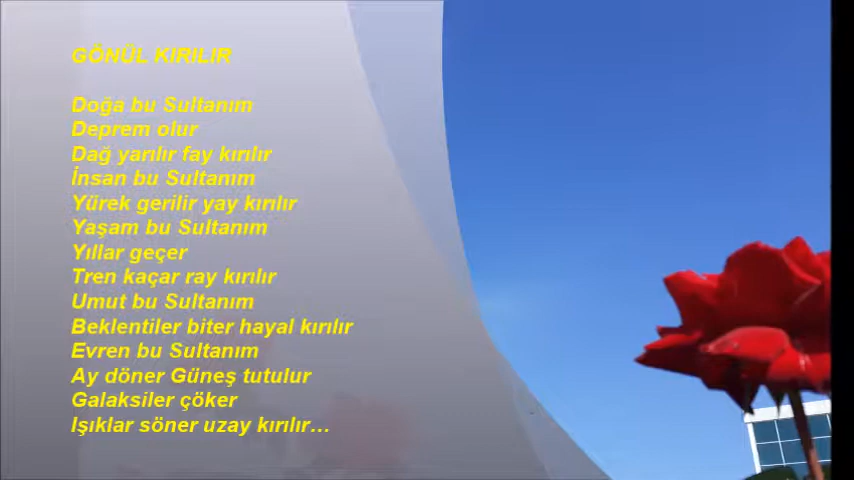 GÖNÜL KIRILIR
Doğa bu Sultanım
Deprem olur
Dağ yarılır fay kırılır
İnsan bu Sultanım
Yürek gerilir yay kırılır
Yaşam bu Sultanım
Yıllar geçer
Tren kaçar ray kırılır
Umut bu Sultanım
Beklentiler biter hayal kırılır
Evren bu Sultanım
Ay döner Güneş tutulur
Galaksiler çöker
Işıklar söner uzay kırılır...